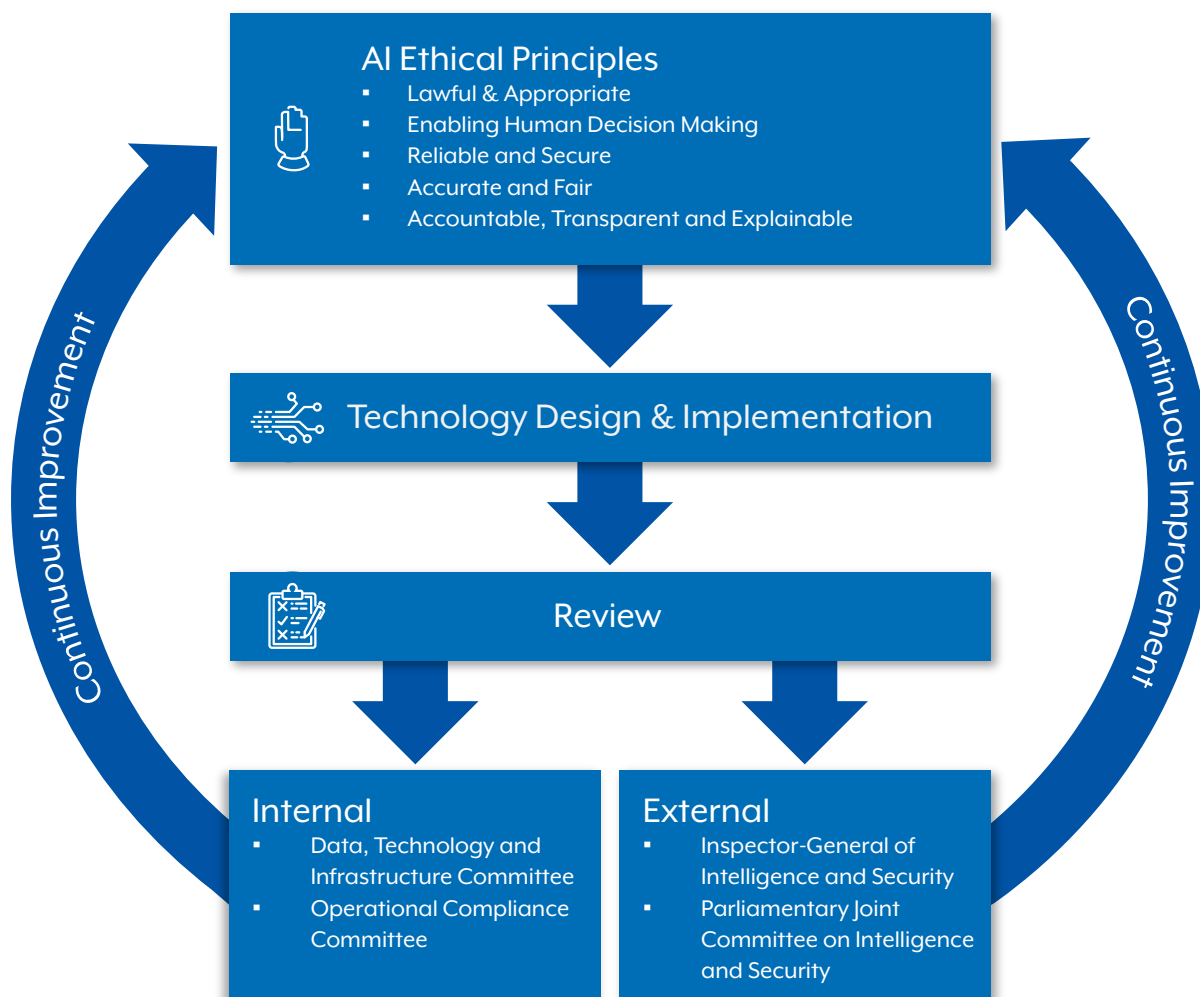 AI Ethical Principles
▪ Lawful & Appropriate
▪ Enabling Human Decision Making
▪ Reliable and Secure
▪ Accurate and Fair
▪ Accountable, Transparent and Explainable
Continuous Improvement
Continuous Improvement
Technology Design & Implementation
Review
Internal
▪ Data, Technology and
Infrastructure Committee
▪ Operational Compliance
Committee
External
▪ Inspector-General of
Intelligence and Security
▪ Parliamentary Joint
Committee on Intelligence
and Security